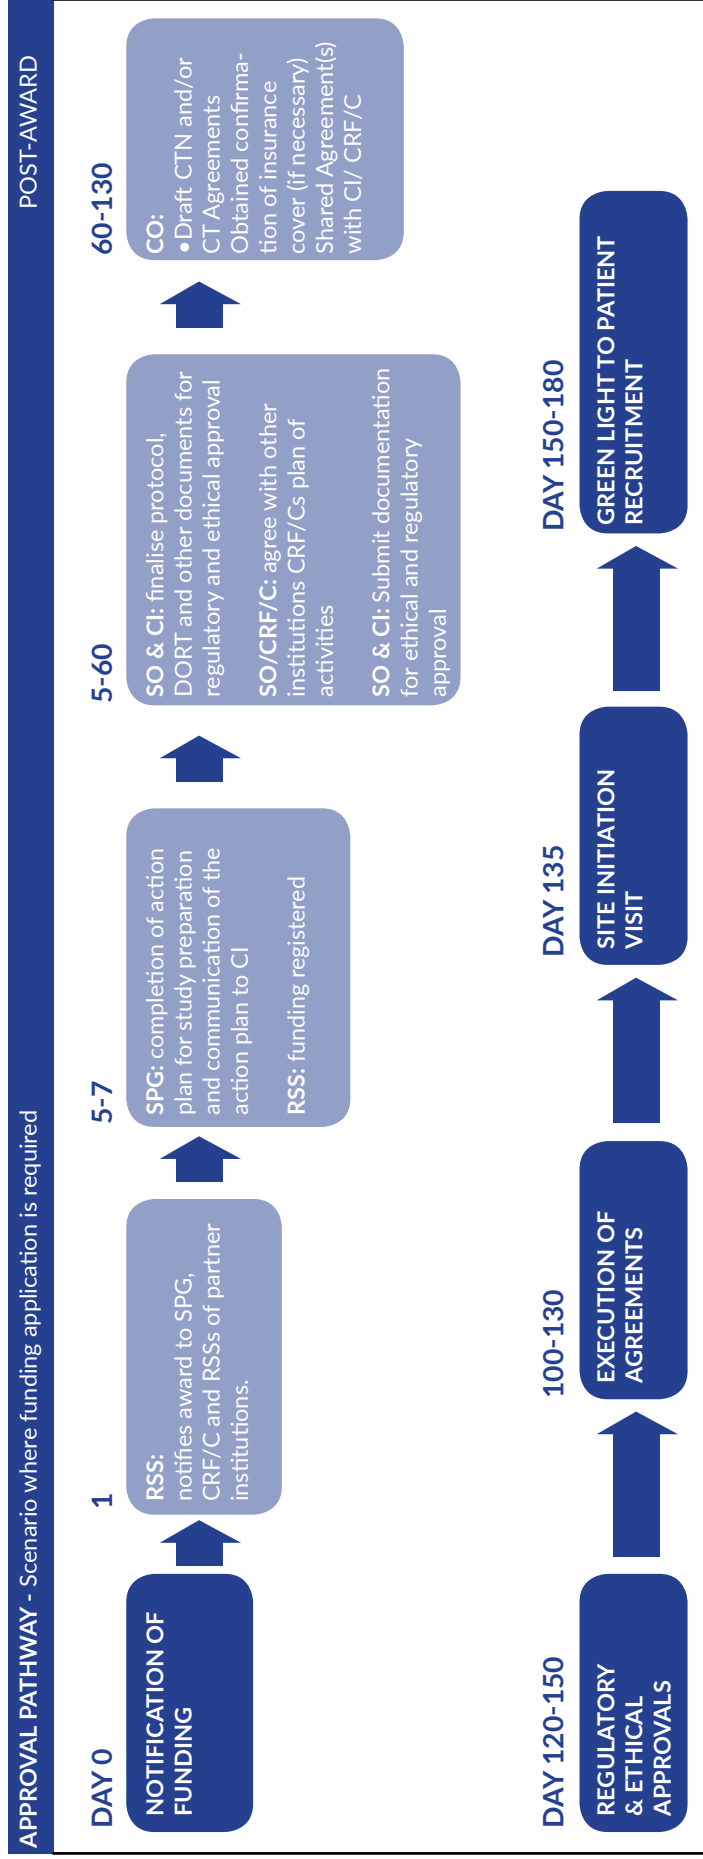 APPROVAL PATHWAY - Scenario where funding application is required
POST-AWARD
DAY 0
NOTIFICATION OF
FUNDING
1
RSS:
notifies award to SPG,
CRF/C and RSSs of partner
institutions.
5-7
SPG: completion of action
plan for study preparation
and communication of the
action plan to CI
RSS: funding registered
5-60
SO & CI: finalise protocol,
DORT and other documents for
regulatory and ethical approval
SO/CRF/C: agree with other
institutions CRF/Cs plan of
activities
SO & CI: Submit documentation
for ethical and regulatory
approval
60-130
CO:
•Draft CTN and/or
CT Agreements
Obtained confirma-
tion of insurance
cover (if necessary)
Shared Agreement(s)
with CI/ CRF/C
DAY 120-150
REGULATORY
& ETHICAL
APPROVALS
100-130
EXECUTION OF
AGREEMENTS
DAY 135
SITE INITIATION
VISIT
DAY 150-180
GREEN LIGHT TO PATIENT
RECRUITMENT